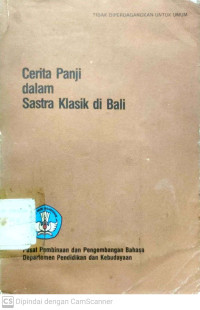 TIDAK DIPERDAGANGKAN UNTUK UMUM
Cerita Panji
dalam
Sastra Klasik di Bali
Pusat Pembinaan dan Pengembangan Bahasa
Departemen Pendidikan dan Kebudayaan
CS Dipindai dengan CamScanner